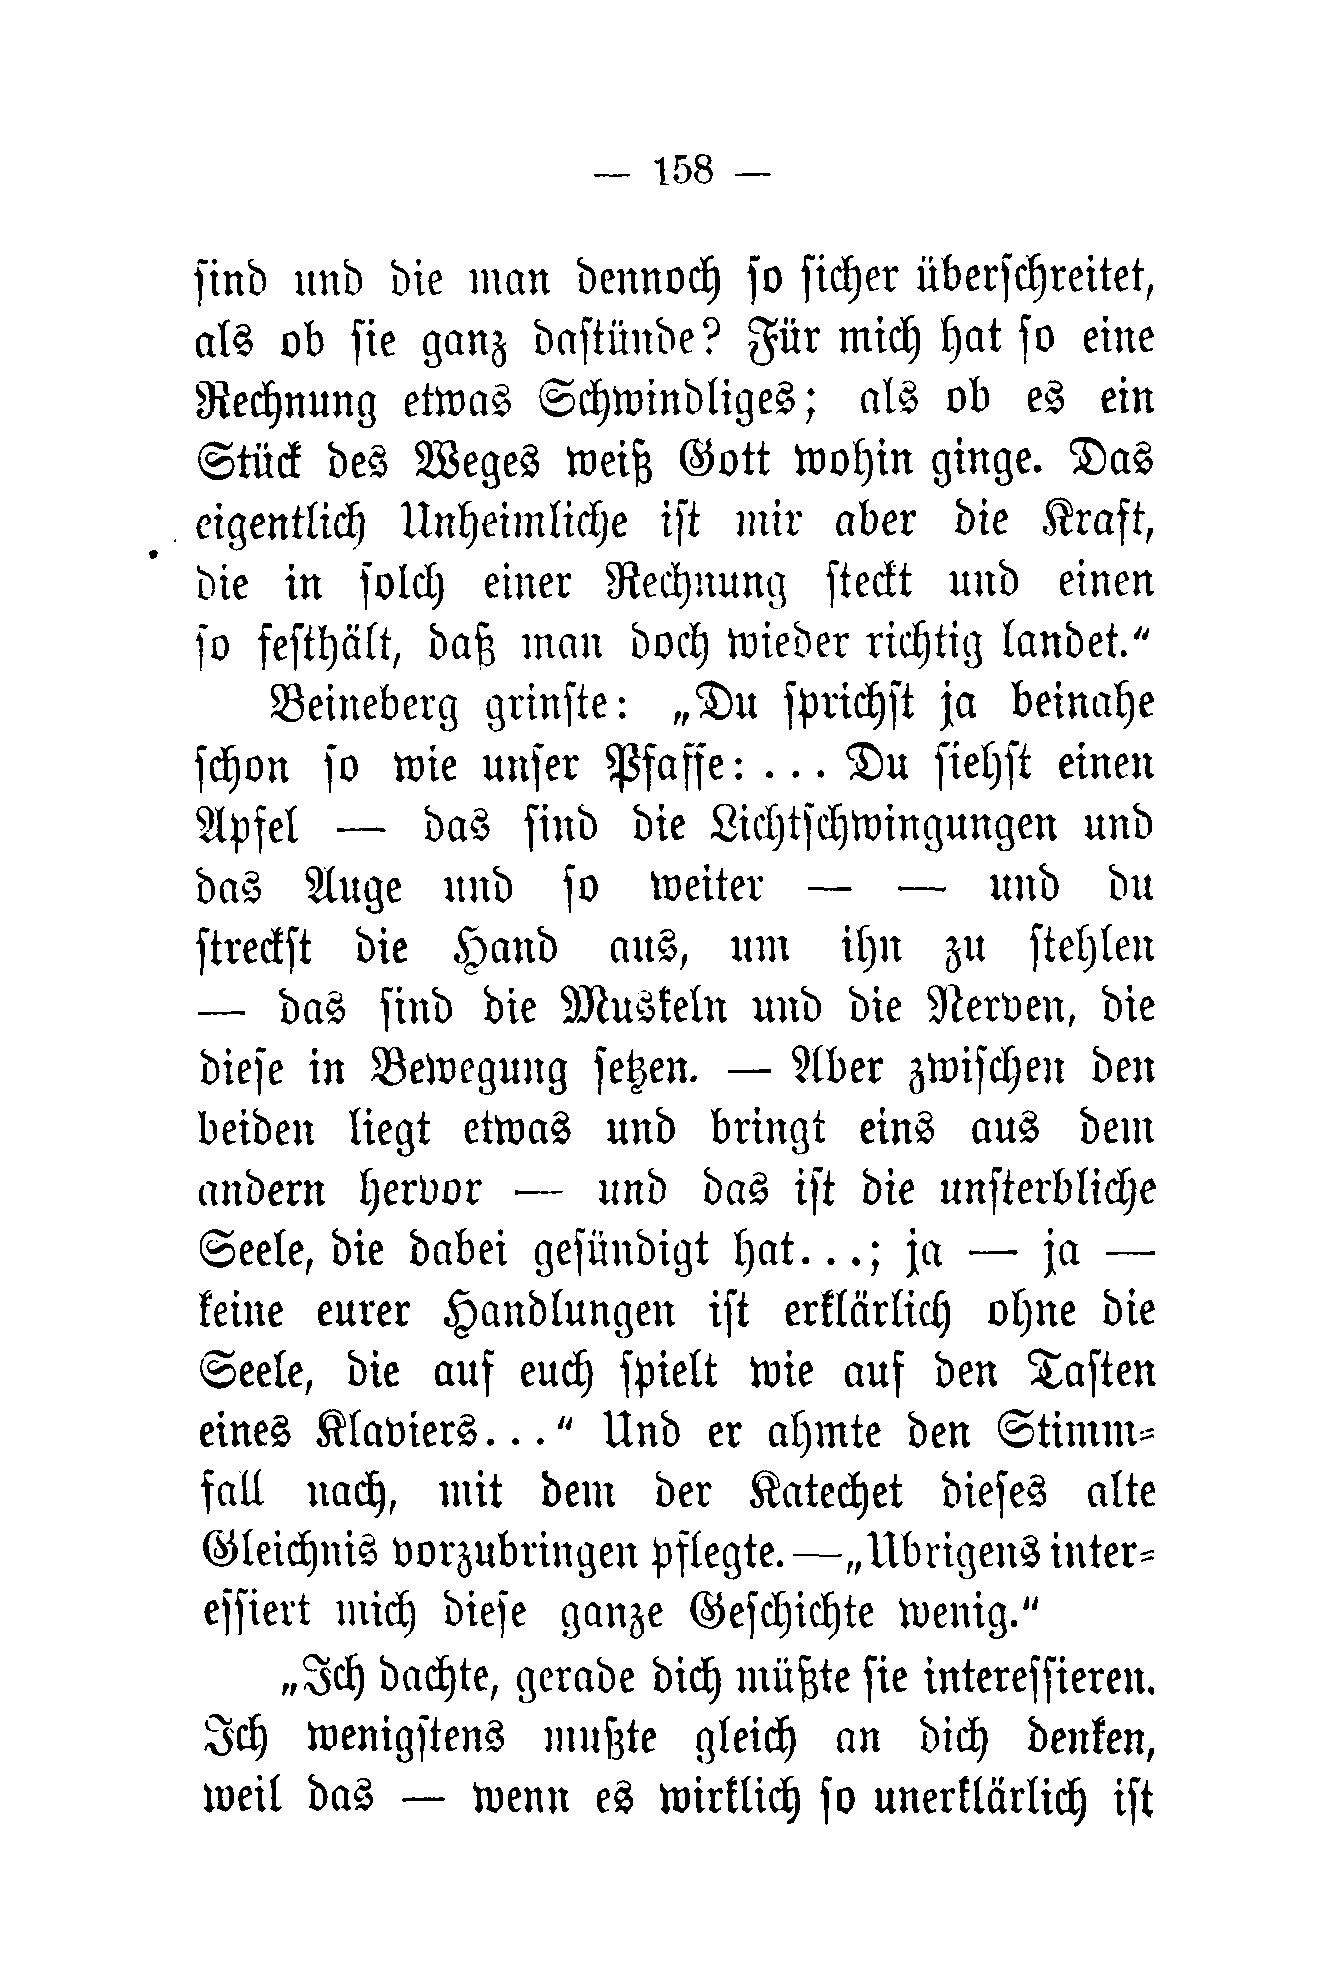 — 158 —
sind und die man dennoch so sicher überschreitet,
als ob sie ganz dastünde? Für mich hat so eine
Rechnung etwas Schwindliges; als ob es ein
Stück des Weges weiß Gott wohin ginge. Das
eigentlich Unheimliche ist mir aber die Kraft,
die in solch einer Rechnung steckt und einen
so festhält, daß man doch wieder richtig landet.“
Beineberg grinste: „Du sprichst ja beinahe
schon so wie unser Pfaffe: . . . Du siehst einen
Apfel — das sind die Lichtschwingungen und
das Auge und so weiter — — und du
streckst die Hand aus, um ihn zu stehlen
— das sind die Muskeln und die Nerven, die
diese in Bewegung setzen. — Aber zwischen den
beiden liegt etwas und bringt eins aus dem
andern hervor — und das ist die unsterbliche
Seele, die dabei gesündigt hat. . .; ja — ja —
keine eurer Handlungen ist erklärlich ohne die
Seele, die auf euch spielt wie auf den Tasten
eines Klaviers. . .“ Und er ahmte den Stimm=
fall nach, mit dem der Katechet dieses alte
Gleichnis vorzubringen pflegte. — „Ubrigens inter=
essiert mich diese ganze Geschichte wenig.“
„Ich dachte, gerade dich müßte sie interessieren.
Ich wenigstens mußte gleich an dich denken,
weil das — wenn es wirklich so unerklärlich ist